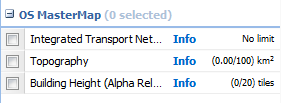 OS MasterMap (0 selected)
Integrated Transport Net... Info No limit
Topography Info (0.00/100) km²
Building Height (Alpha Rel... Info (0/20) tiles